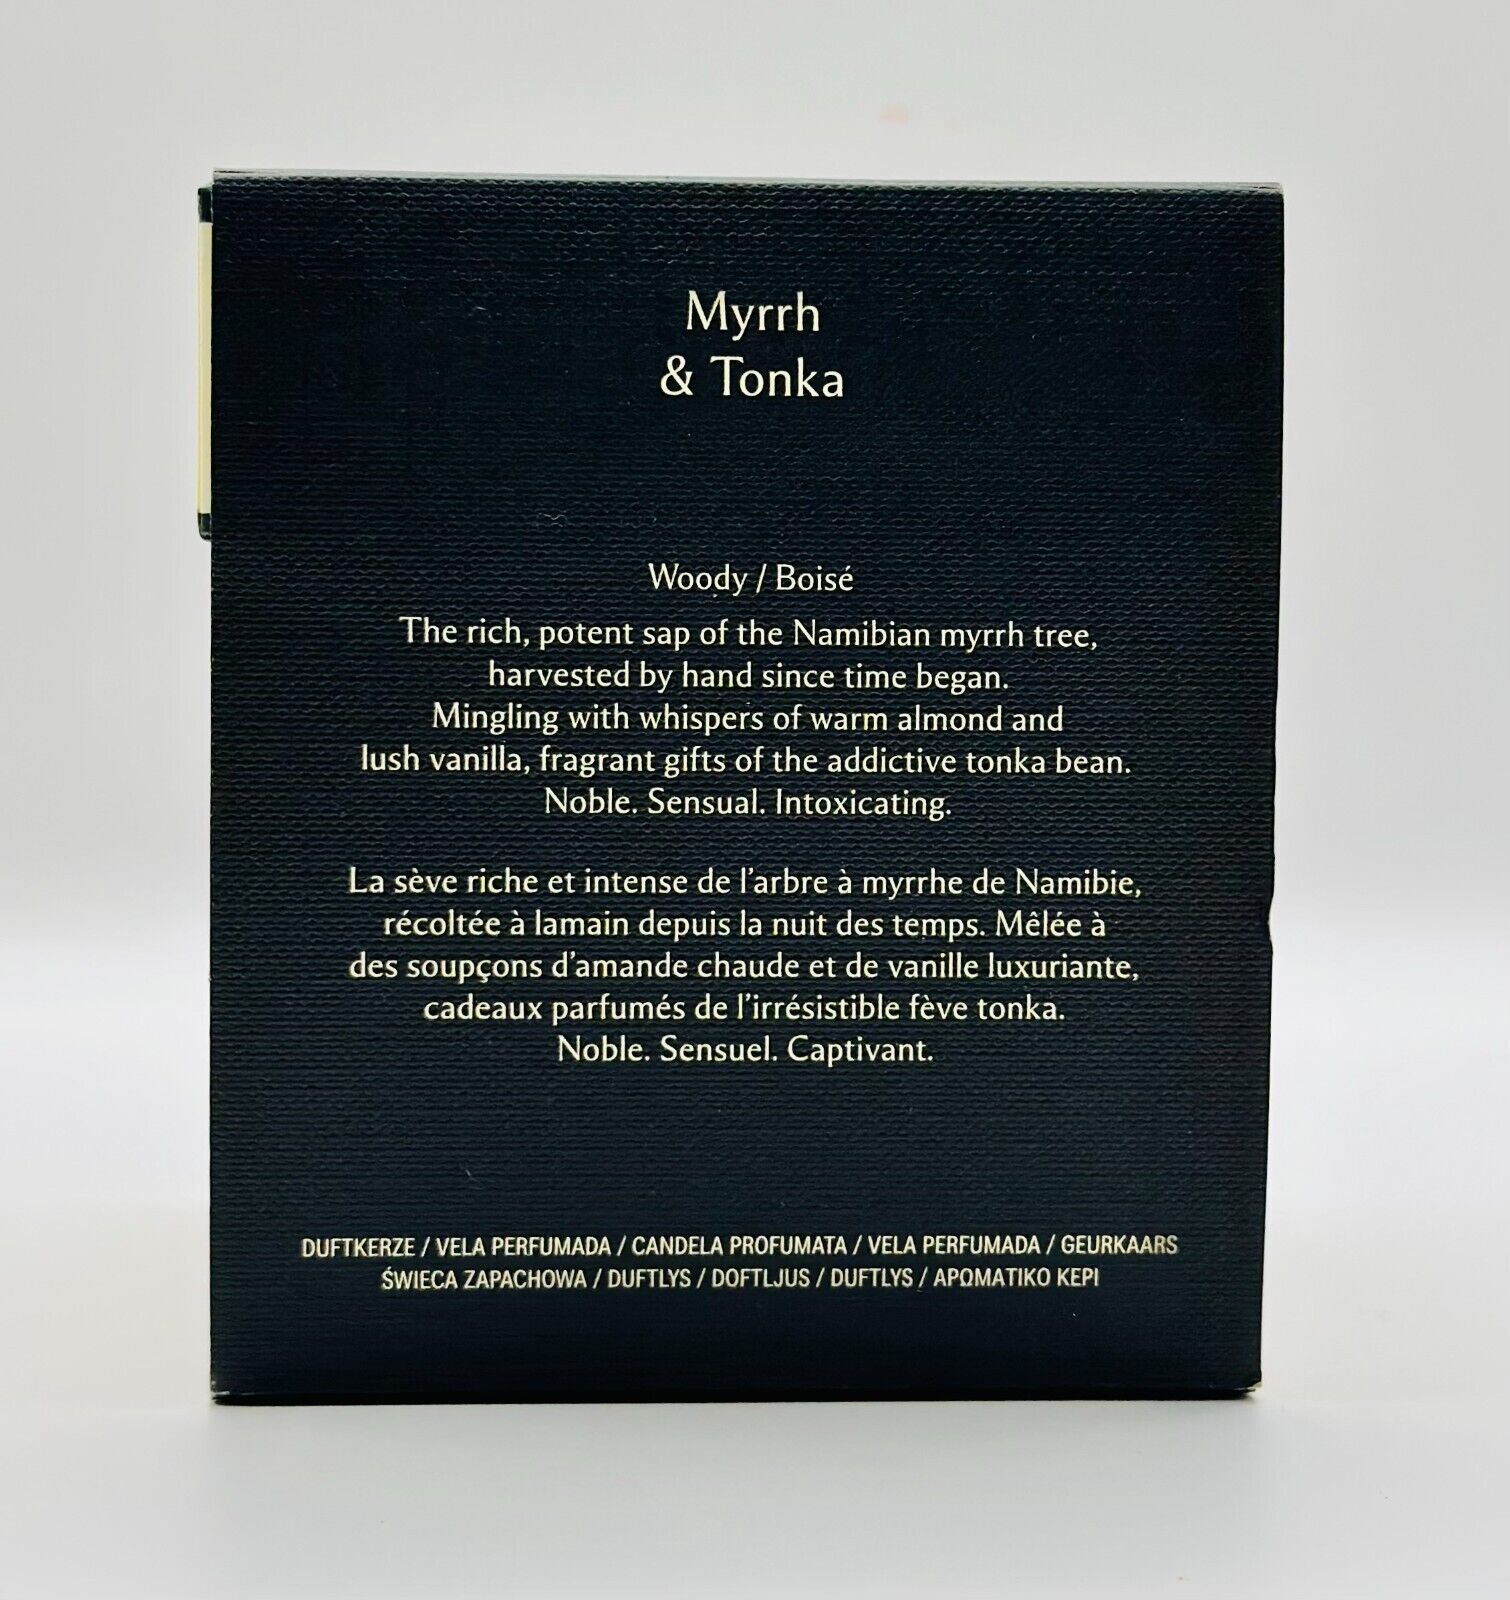 Myrrh
& Tonka
Woody / Boisé
The rich, potent sap of the Namibian myrrh tree,
harvested by hand since time began.
Mingling with whispers of warm almond and
lush vanilla, fragrant gifts of the addictive tonka bean.
Noble. Sensual. Intoxicating.
La sève riche et intense de l'arbre à myrrhe de Namibie,
récoltée à lamain depuis la nuit des temps. Mêlée à
des soupçons d'amande chaude et de vanille luxuriante,
cadeaux parfumés de l'irrésistible fève tonka.
Noble. Sensuel. Captivant.
DUFTKERZE / VELA PERFUMADA / CANDELA PROFUMATA / VELA PERFUMADA / GEURKAARS
ŚWIECA ZAPACHOWA / DUFTLYS / DOFTLJUS / DUFTLYS / ΑΡΩΜΑΤΙΚΟ ΚΕΡΙ